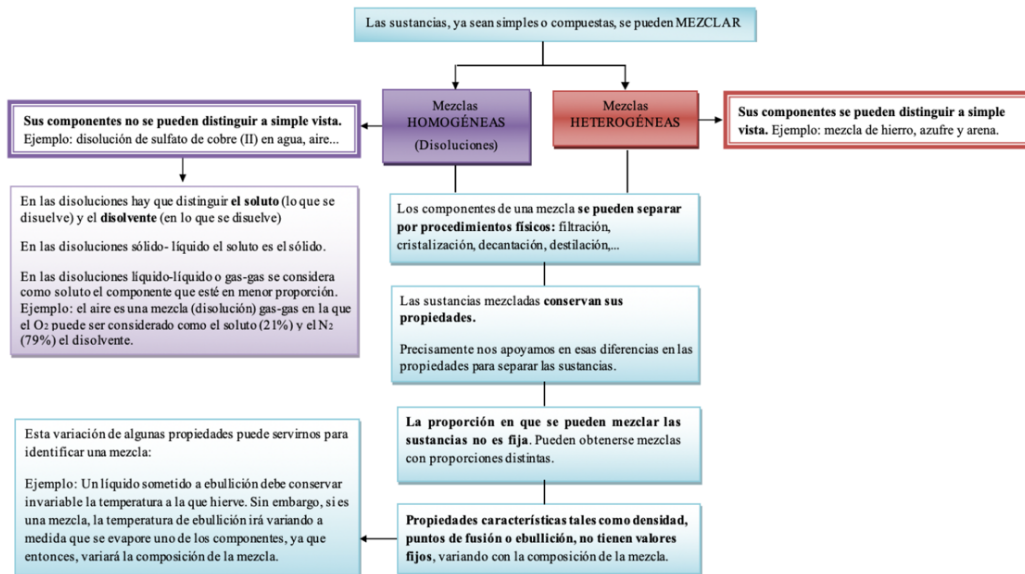 Las sustancias, ya sean simples o compuestas, se pueden MEZCLAR
Mezclas
HOMOGÉNEAS
(Disoluciones)
Mezclas
HETEROGÉNEAS
Sus componentes no se pueden distinguir a simple vista.
Ejemplo: disolución de sulfato de cobre (II) en agua, aire...
Sus componentes se pueden distinguir a simple
vista. Ejemplo: mezcla de hierro, azufre y arena.
En las disoluciones hay que distinguir el soluto (lo que se
disuelve) y el disolvente (en lo que se disuelve)
En las disoluciones sólido- líquido el soluto es el sólido.
En las disoluciones líquido-líquido o gas-gas se considera
como soluto el componente que esté en menor proporción.
Ejemplo: el aire es una mezcla (disolución) gas-gas en la que
el O₂ puede ser considerado como el soluto (21%) y el N₂
(79%) el disolvente.
Los componentes de una mezcla se pueden separar
por procedimientos físicos: filtración,
cristalización, decantación, destilación,...
Las sustancias mezcladas conservan sus
propiedades.
Precisamente nos apoyamos en esas diferencias en las
propiedades para separar las sustancias.
La proporción en que se pueden mezclar las
sustancias no es fija. Pueden obtenerse mezclas
con proporciones distintas.
Propiedades características tales como densidad,
puntos de fusión o ebullición, no tienen valores
fijos, variando con la composición de la mezcla.
Esta variación de algunas propiedades puede servirnos para
identificar una mezcla:
Ejemplo: Un líquido sometido a ebullición debe conservar
invariable la temperatura a la que hierve. Sin embargo, si es
una mezcla, la temperatura de ebullición irá variando a
medida que se evapore uno de los componentes, ya que
entonces, variará la composición de la mezcla.